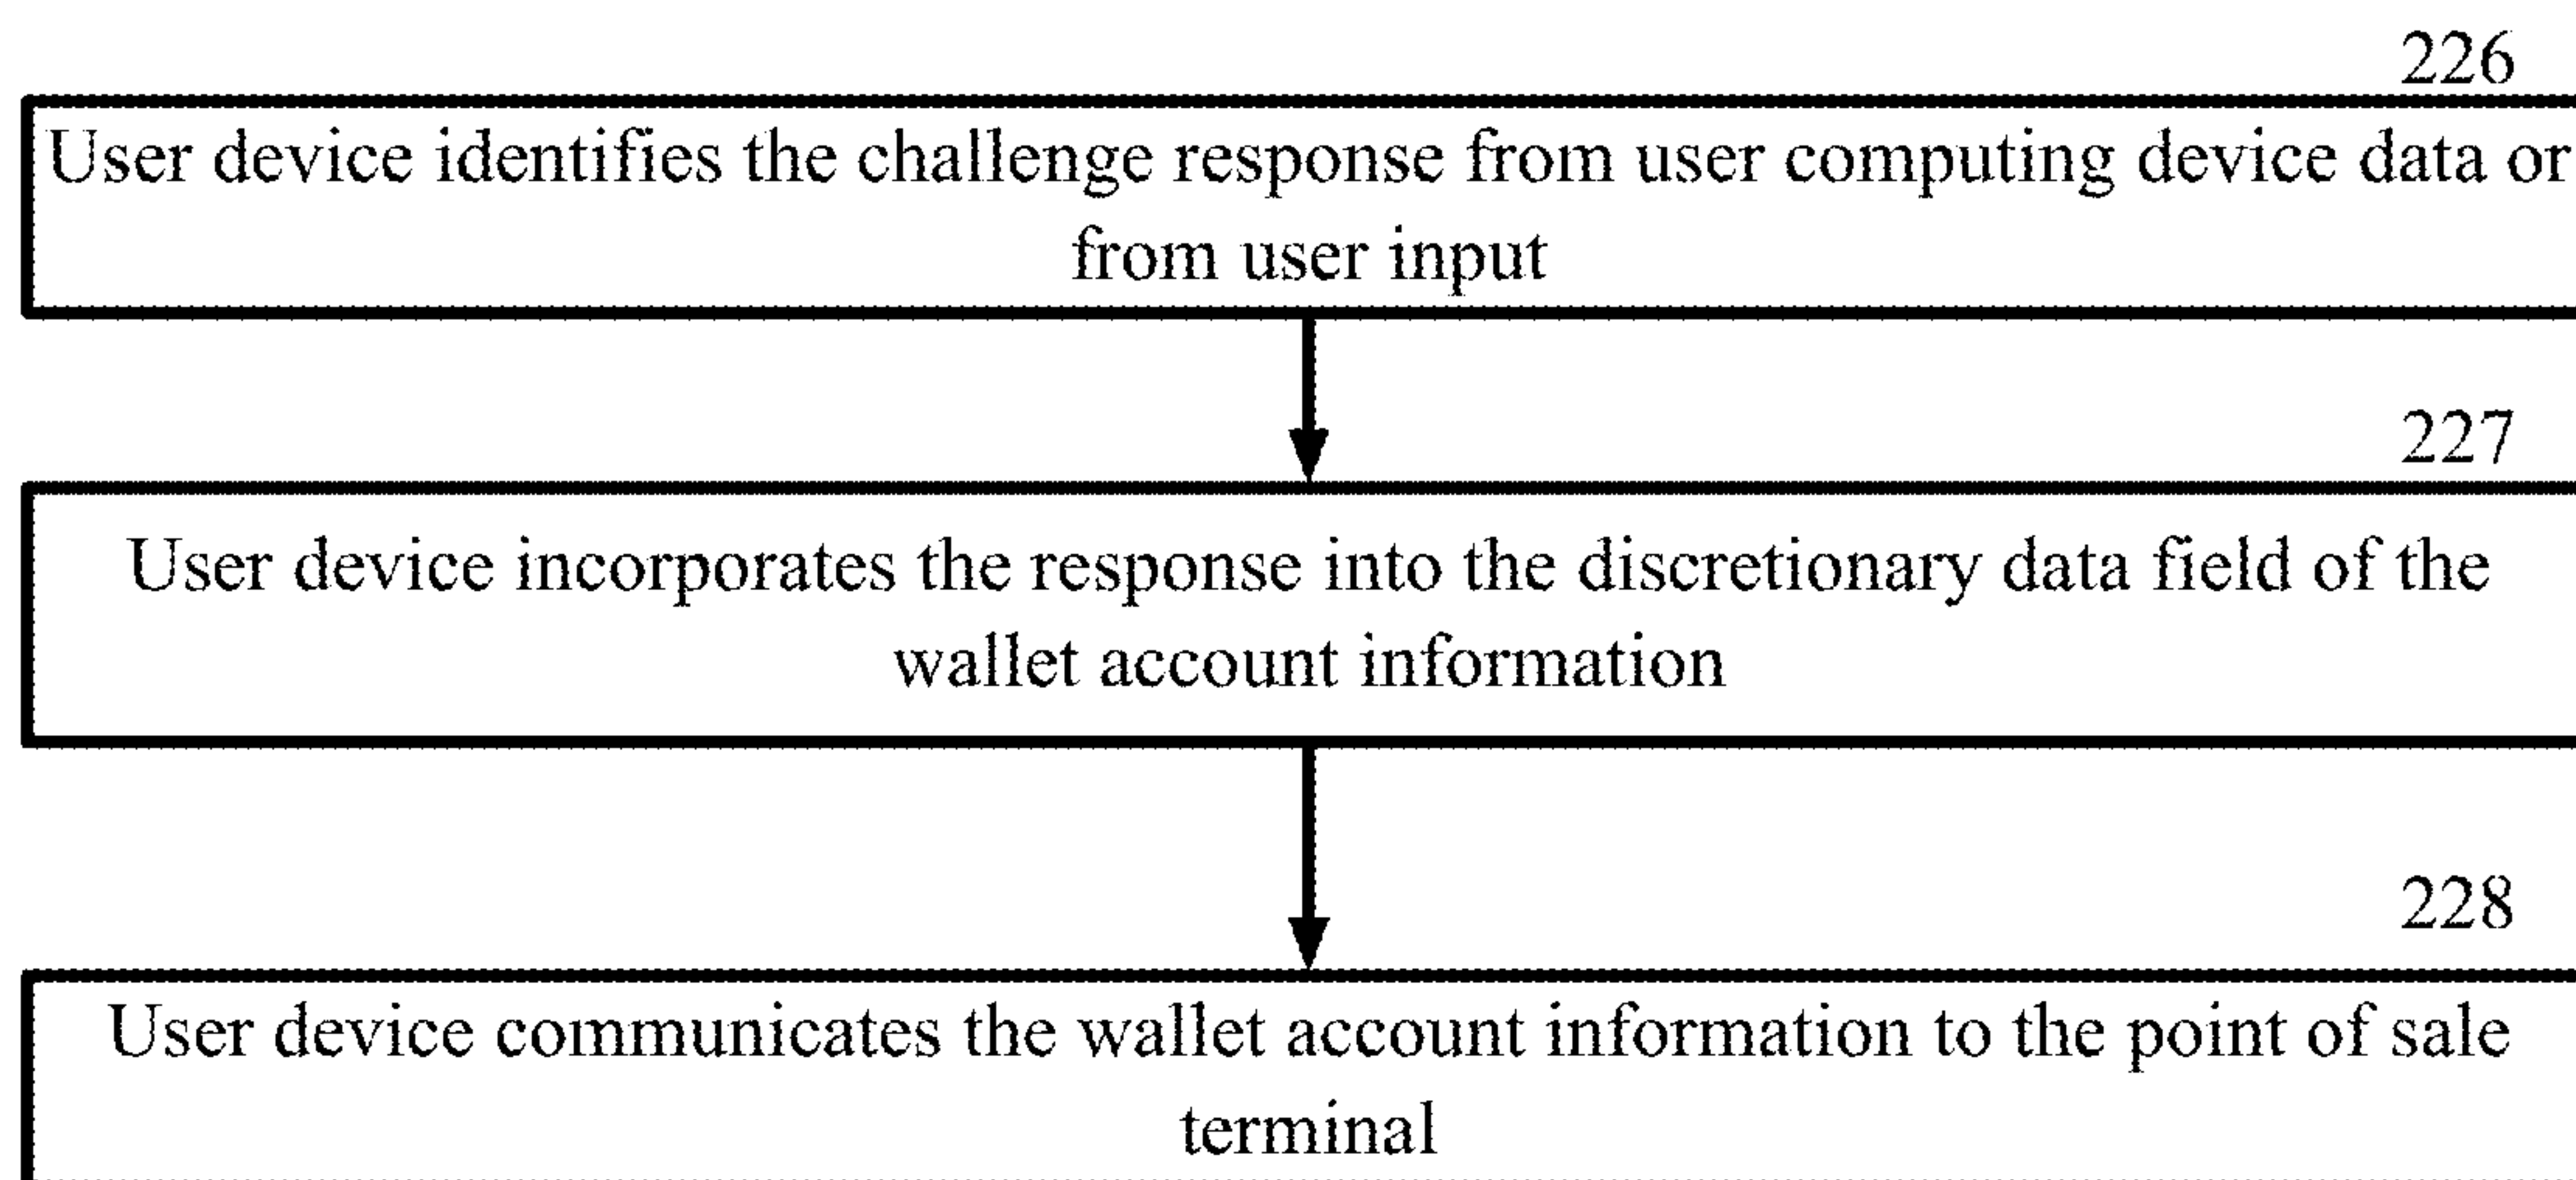 226
User device identifies the challenge response from user computing device data or
from user input
227
User device incorporates the response into the discretionary data field of the
wallet account information
228
User device communicates the wallet account information to the point of sale
terminal